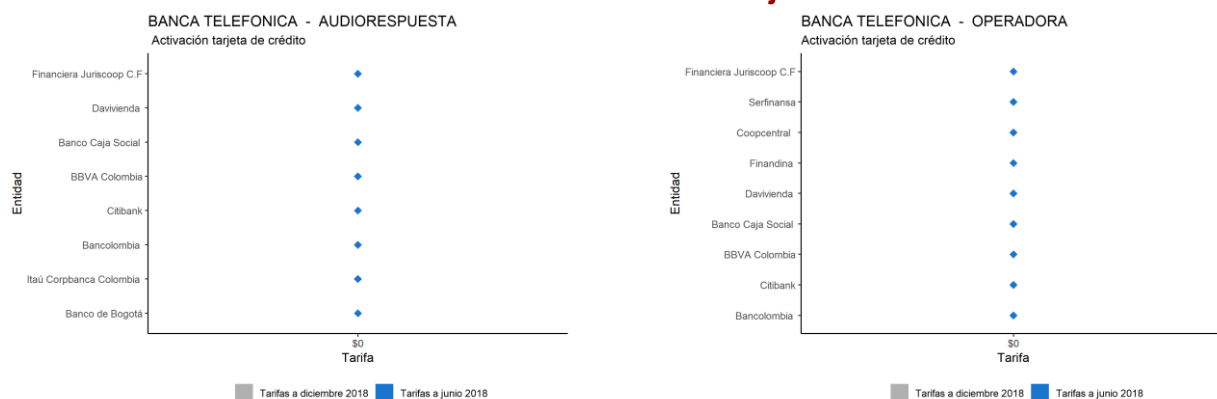 BANCA TELEFONICA - AUDIORESPUESTA
Activación tarjeta de crédito
Entidad
Financiera Juriscoop C.F
Davivienda
Banco Caja Social
BBVA Colombia
Citibank
Bancolombia
Itaú Corpbanca Colombia
Banco de Bogotá
$0
Tarifa
Tarifas a diciembre 2018
Tarifas a junio 2018
BANCA TELEFONICA - OPERADORA
Activación tarjeta de crédito
Entidad
Financiera Juriscoop C.F
Serfinansa
Coopcentral
Finandina
Davivienda
Banco Caja Social
BBVA Colombia
Citibank
Bancolombia
$0
Tarifa
Tarifas a diciembre 2018
Tarifas a junio 2018